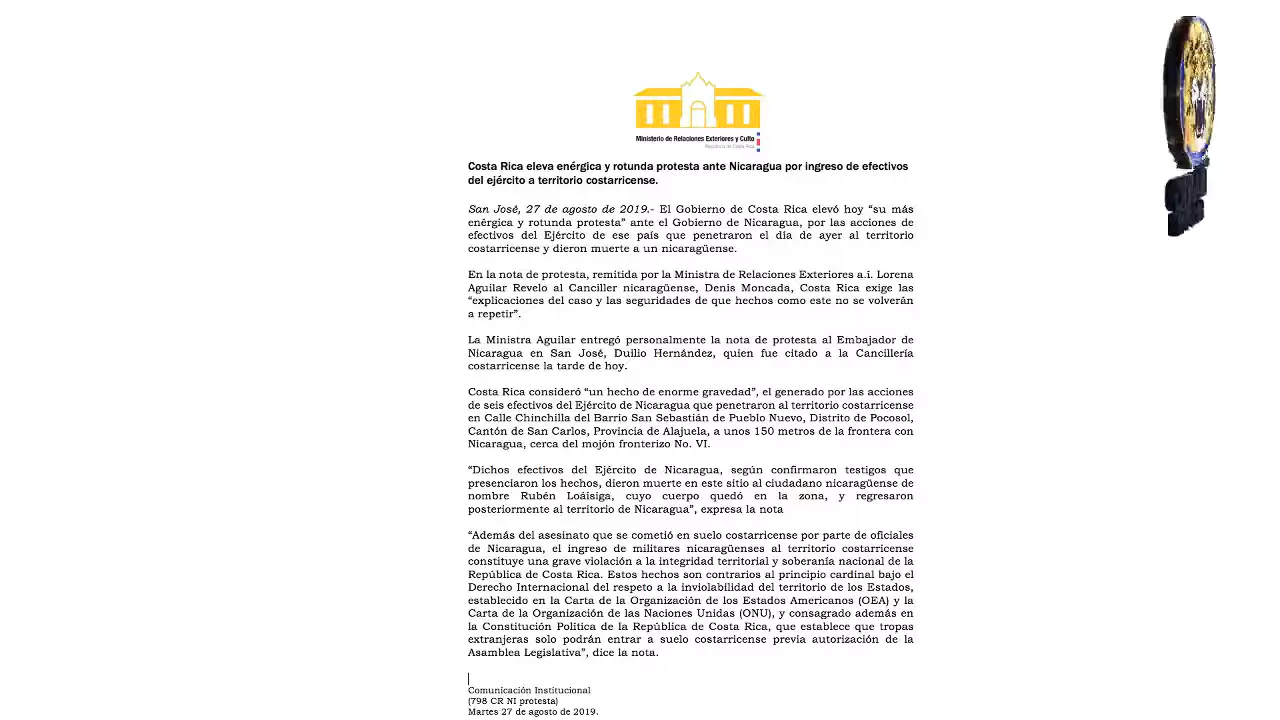 Ministerio de Relaciones Exteriores y Culto
República de Costa Rica
Costa Rica eleva enérgica y rotunda protesta ante Nicaragua por ingreso de efectivos
del ejército a territorio costarricense.
San José, 27 de agosto de 2019.- El Gobierno de Costa Rica elevó hoy “su más
enérgica y rotunda protesta” ante el Gobierno de Nicaragua, por las acciones de
efectivos del Ejército de ese país que penetraron el día de ayer al territorio
costarricense y dieron muerte a un nicaragüense.
En la nota de protesta, remitida por la Ministra de Relaciones Exteriores a.i. Lorena
Aguilar Revelo al Canciller nicaragüense, Denis Moncada, Costa Rica exige las
“explicaciones del caso y las seguridades de que hechos como este no se volverán
a repetir”.
La Ministra Aguilar entregó personalmente la nota de protesta al Embajador de
Nicaragua en San José, Duilio Hernández, quien fue citado a la Cancillería
costarricense la tarde de hoy.
Costa Rica consideró “un hecho de enorme gravedad”, el generado por las acciones
de seis efectivos del Ejército de Nicaragua que penetraron al territorio costarricense
en Calle Chinchilla del Barrio San Sebastián de Pueblo Nuevo, Distrito de Pocosol,
Cantón de San Carlos, Provincia de Alajuela, a unos 150 metros de la frontera con
Nicaragua, cerca del mojón fronterizo No. VI.
“Dichos efectivos del Ejército de Nicaragua, según confirmaron testigos que
presenciaron los hechos, dieron muerte en este sitio al ciudadano nicaragüense de
nombre Rubén Loáisiga, cuyo cuerpo quedó en la zona, y regresaron
posteriormente al territorio de Nicaragua”, expresa la nota
“Además del asesinato que se cometió en suelo costarricense por parte de oficiales
de Nicaragua, el ingreso de militares nicaragüenses al territorio costarricense
constituye una grave violación a la integridad territorial y soberanía nacional de la
República de Costa Rica. Estos hechos son contrarios al principio cardinal bajo el
Derecho Internacional del respeto a la inviolabilidad del territorio de los Estados,
establecido en la Carta de la Organización de los Estados Americanos (OEA) y la
Carta de la Organización de las Naciones Unidas (ONU), y consagrado además en
la Constitución Política de la República de Costa Rica, que establece que tropas
extranjeras solo podrán entrar a suelo costarricense previa autorización de la
Asamblea Legislativa”, dice la nota.
Comunicación Institucional
(798 CR NI protesta)
Martes 27 de agosto de 2019.